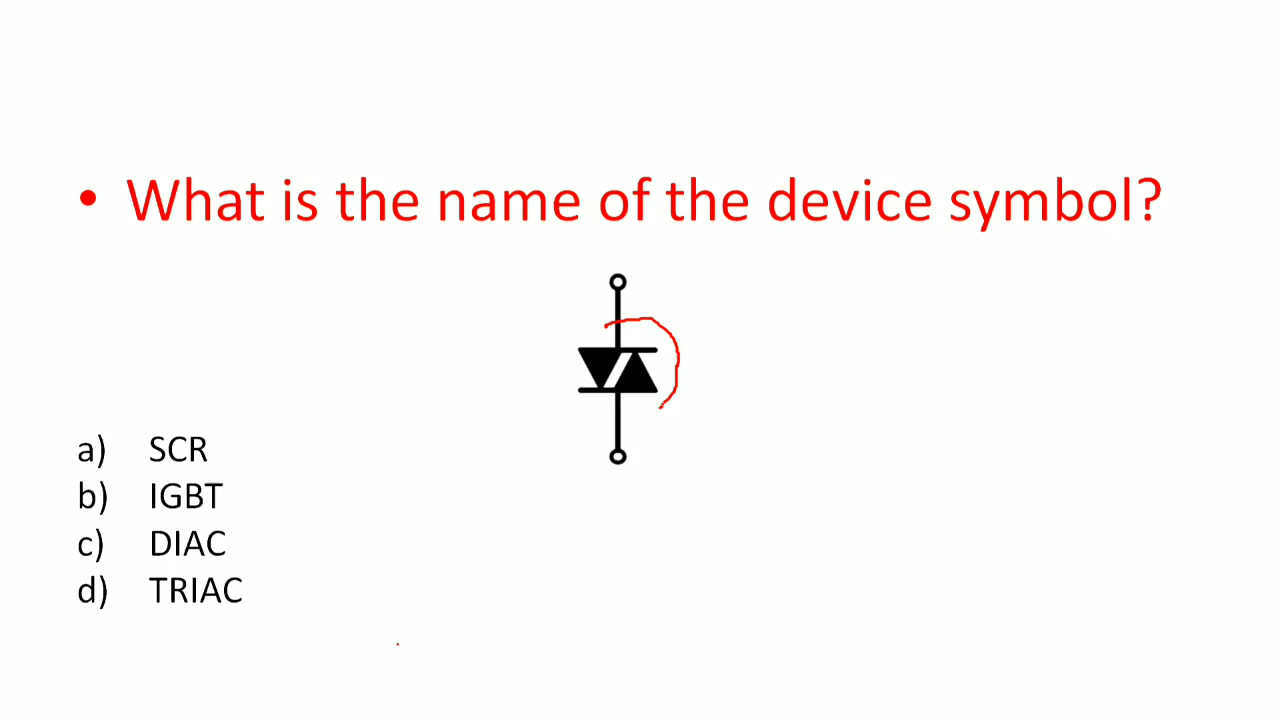 • What is the name of the device symbol?
a) SCR
b) IGBT
c) DIAC
d) TRIAC